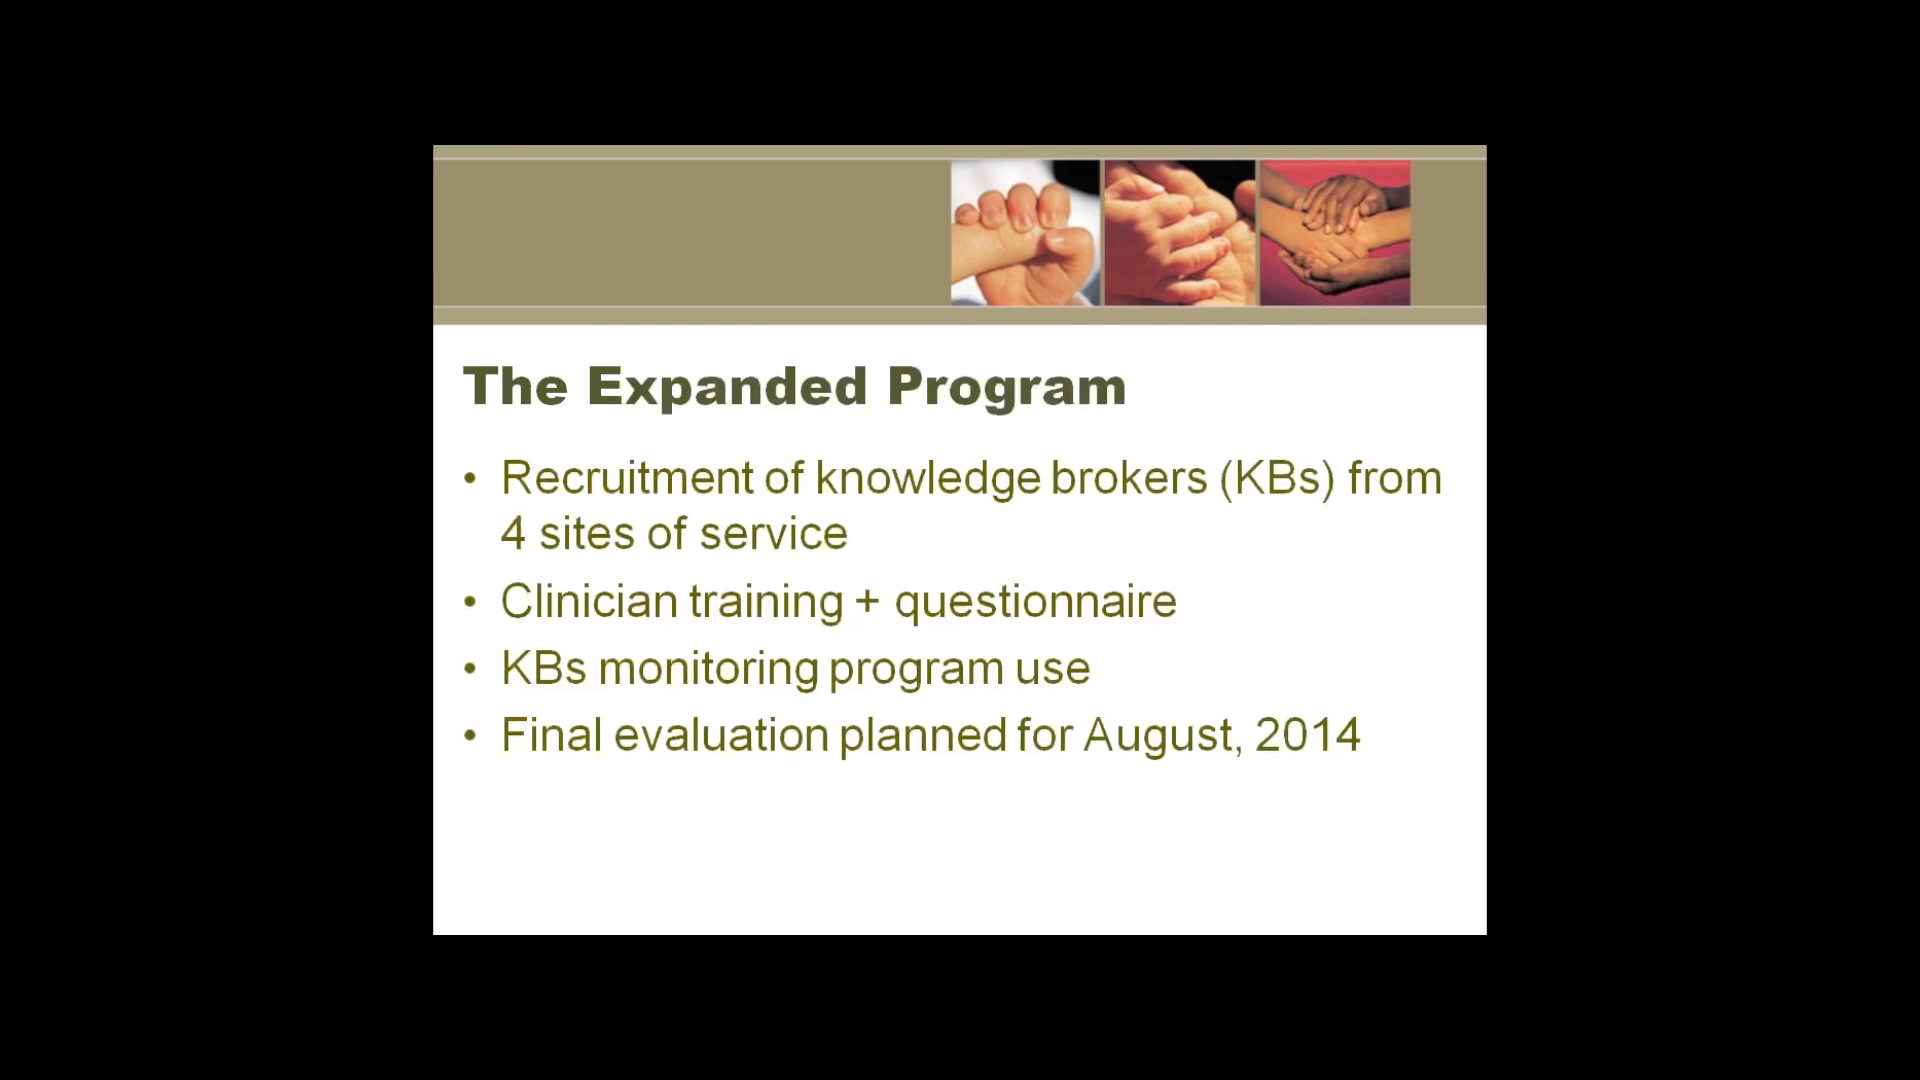 The Expanded Program
• Recruitment of knowledge brokers (KBs) from
4 sites of service
• Clinician training + questionnaire
• KBs monitoring program use
• Final evaluation planned for August, 2014